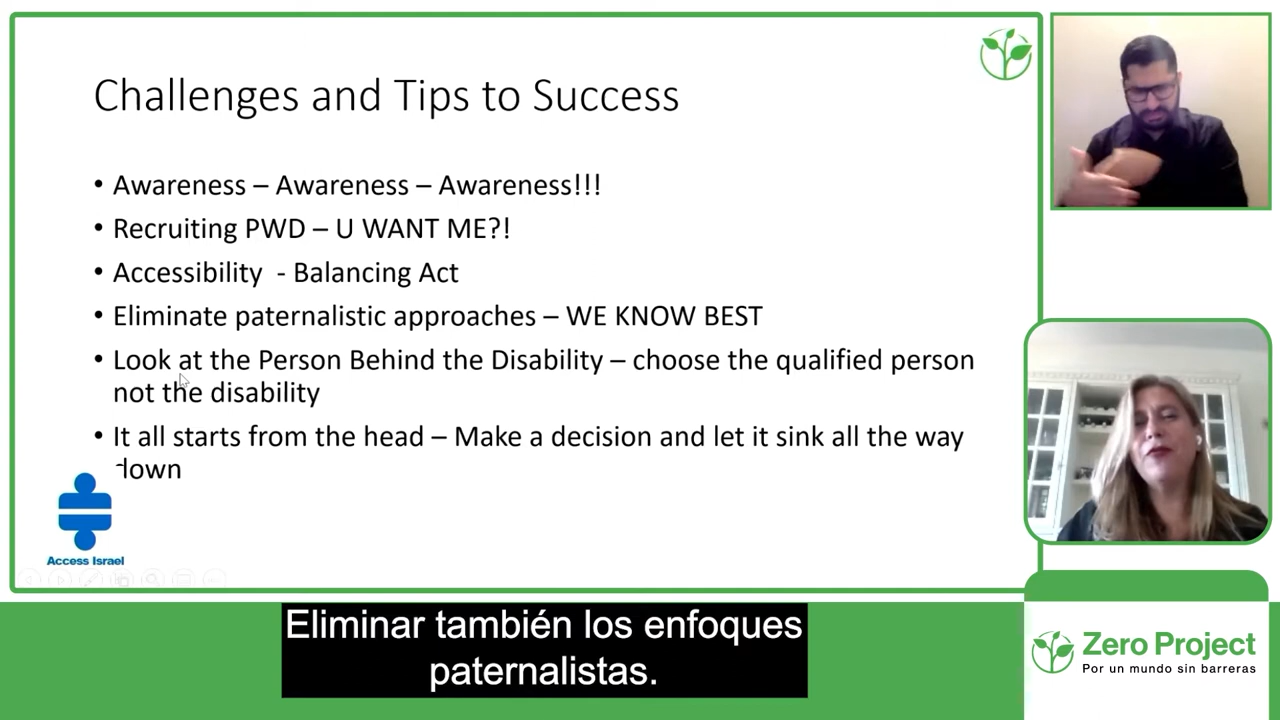 Challenges and Tips to Success
• Awareness – Awareness – Awareness!!!
• Recruiting PWD – U WANT ME?!
• Accessibility  - Balancing Act
• Eliminate paternalistic approaches – WE KNOW BEST
• Look at the Person Behind the Disability – choose the qualified person
not the disability
• It all starts from the head – Make a decision and let it sink all the way
down
Access Israel
Eliminar también los enfoques
paternalistas.
Zero Project
Por un mundo sin barreras